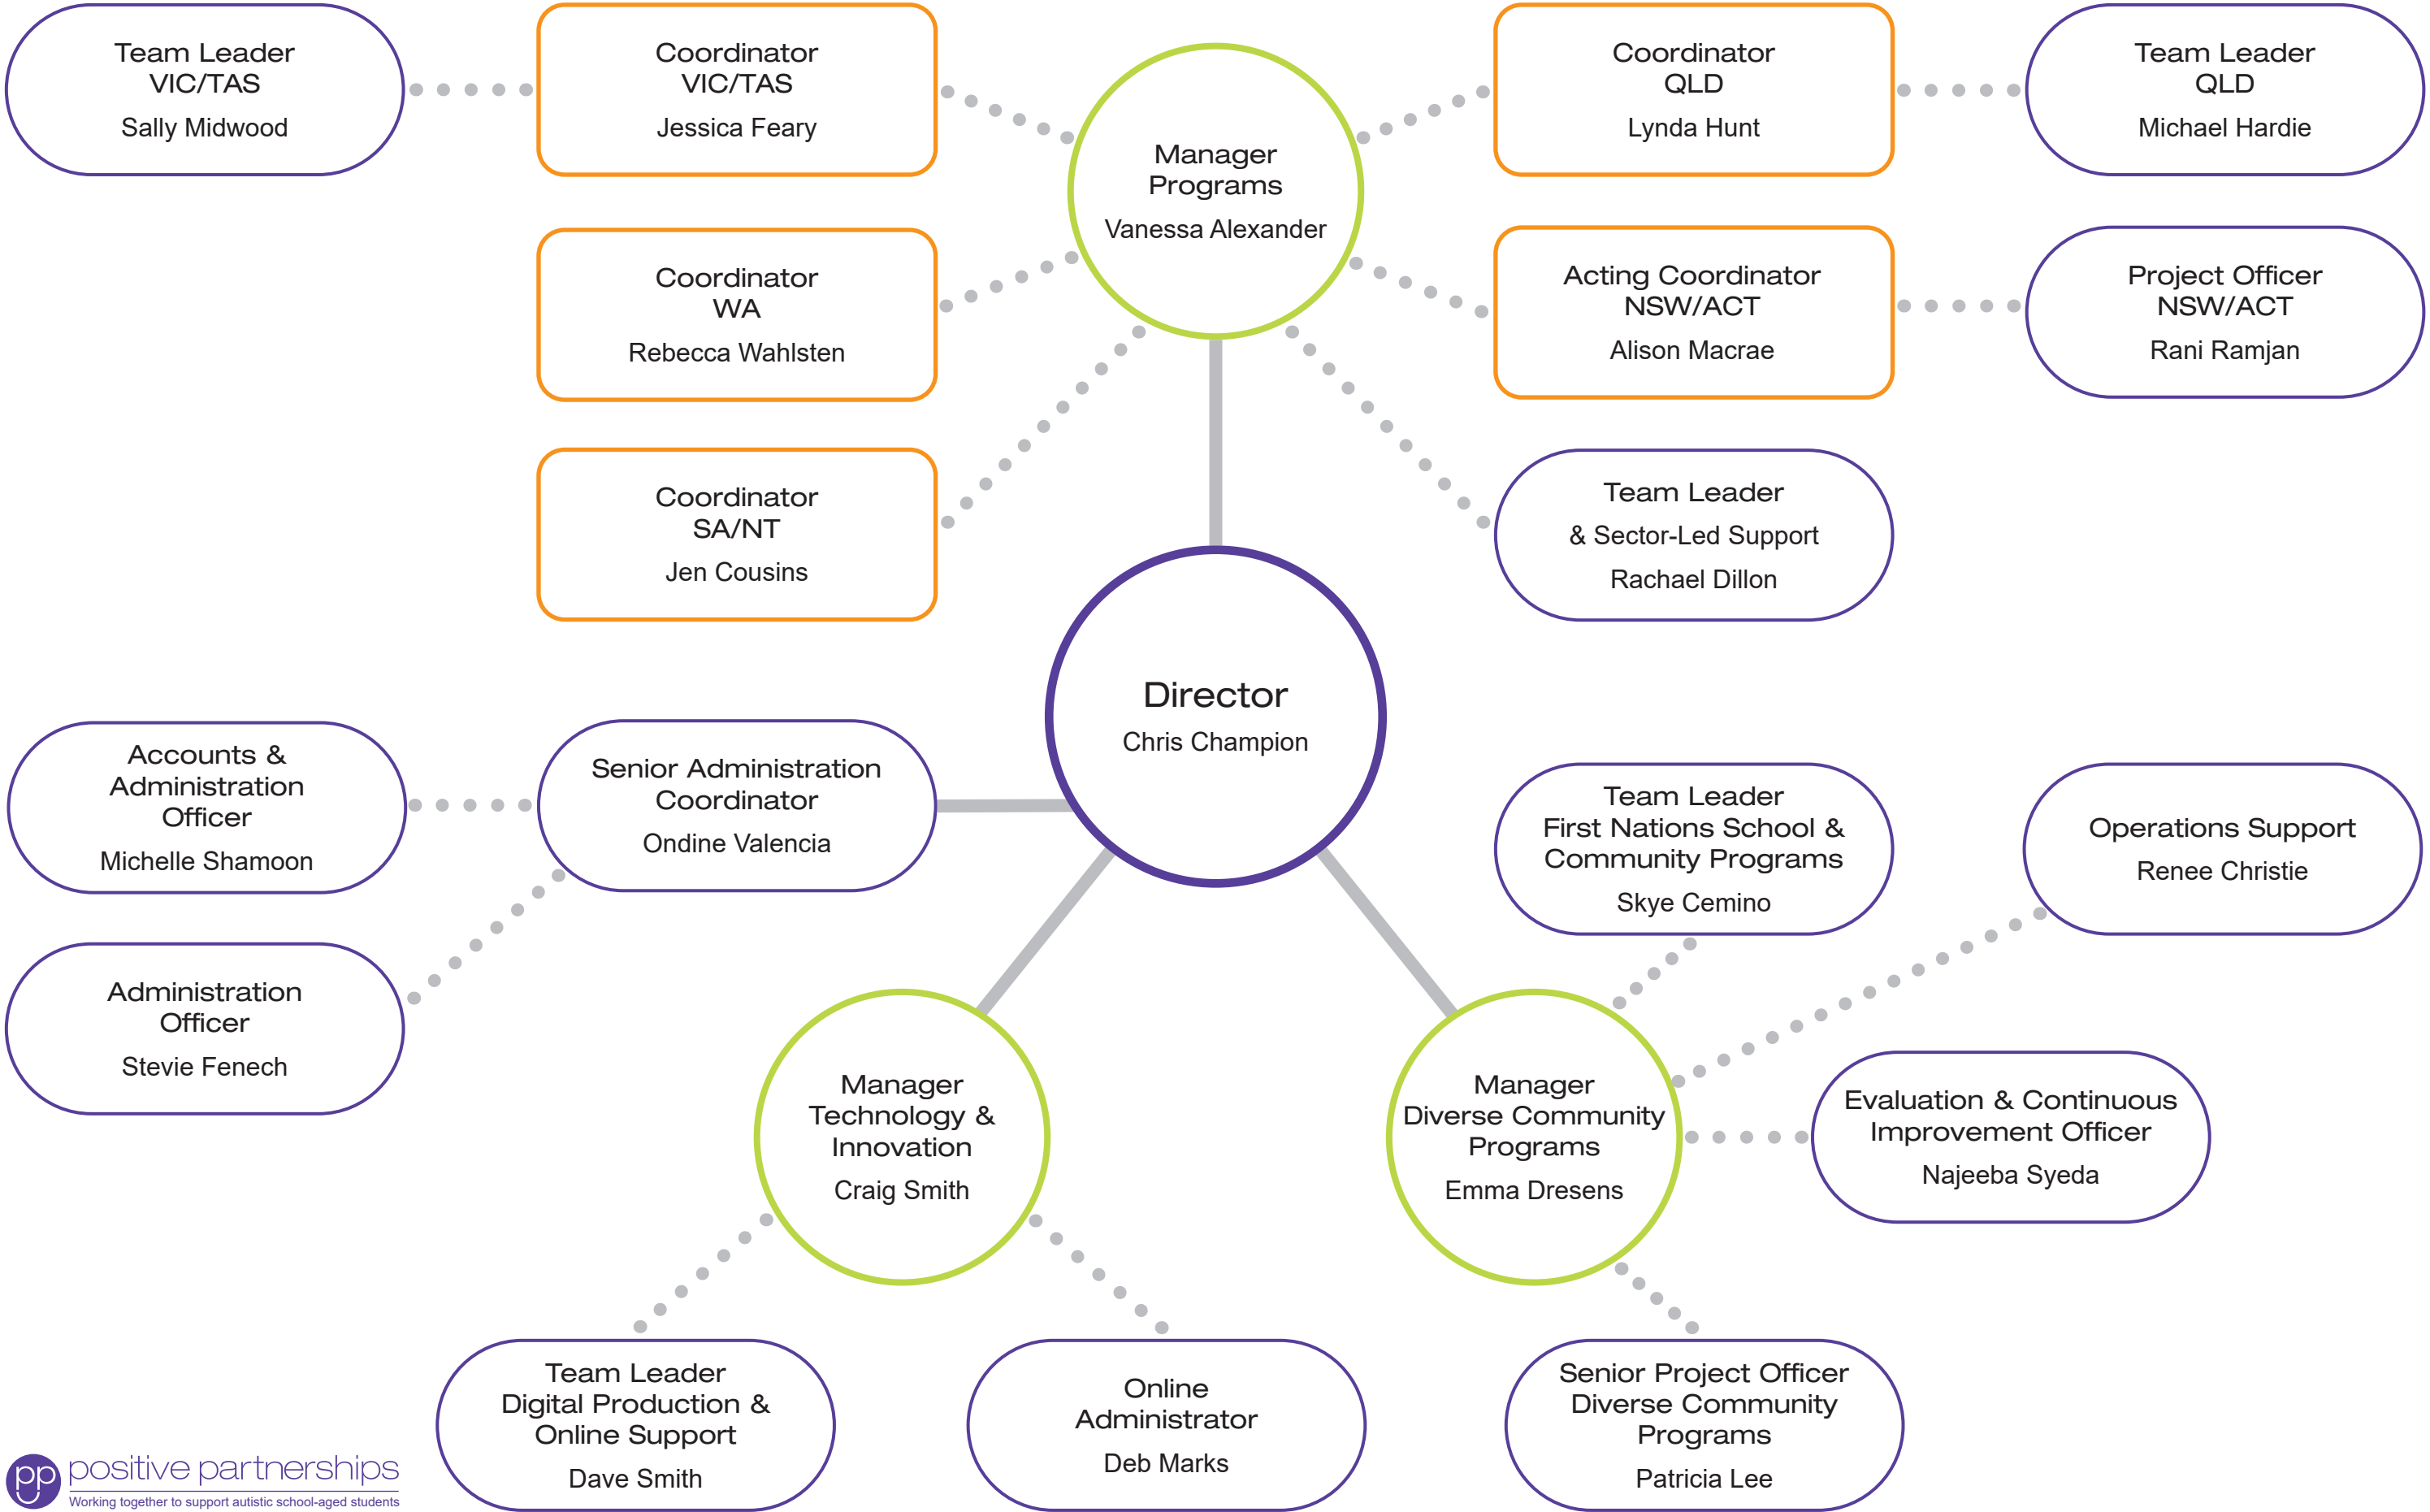 Team Leader
VIC/TAS
Sally Midwood
Coordinator
VIC/TAS
Jessica Feary
Manager
Programs
Vanessa Alexander
Coordinator
QLD
Lynda Hunt
Team Leader
QLD
Michael Hardie
Coordinator
WA
Rebecca Wahlsten
Acting Coordinator
NSW/ACT
Alison Macrae
Project Officer
NSW/ACT
Rani Ramjan
Coordinator
SA/NT
Jen Cousins
Team Leader
& Sector-Led Support
Rachael Dillon
Director
Chris Champion
Accounts &
Administration
Officer
Michelle Shamoon
Senior Administration
Coordinator
Ondine Valencia
Team Leader
First Nations School &
Community Programs
Skye Cemino
Operations Support
Renee Christie
Administration
Officer
Stevie Fenech
Manager
Technology &
Innovation
Craig Smith
Manager
Diverse Community
Programs
Emma Dresens
Evaluation & Continuous
Improvement Officer
Najeeba Syeda
Team Leader
Digital Production &
Online Support
Dave Smith
Online
Administrator
Deb Marks
Senior Project Officer
Diverse Community
Programs
Patricia Lee
pp
positive partnerships
Working together to support autistic school-aged students